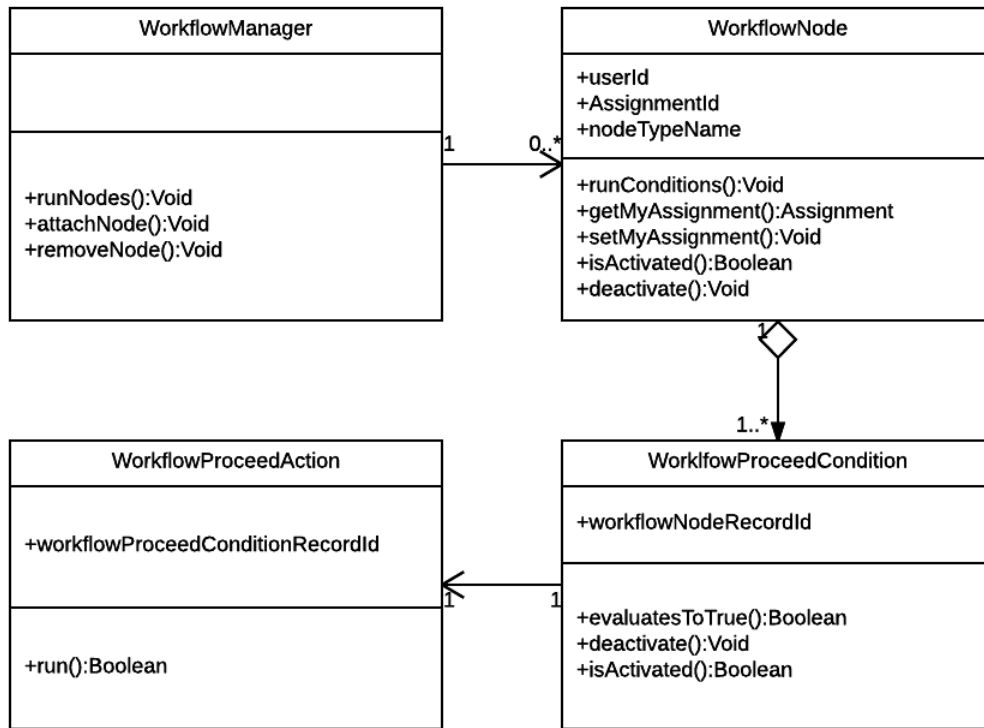 WorkflowManager
+runNodes():Void
+attachNode():Void
+removeNode():Void
1
0..*
WorkflowNode
+userId
+AssignmentId
+nodeTypeName
+runConditions():Void
+getMyAssignment():Assignment
+setMyAssignment():Void
+isActivated():Boolean
+deactivate():Void
1
1..*
WorkflowProceedAction
+workflowProceedConditionRecordId
+run():Boolean
1
1
WorklfowProceedCondition
+workflowNodeRecordId
+evaluatesToTrue():Boolean
+deactivate():Void
+isActivated():Boolean